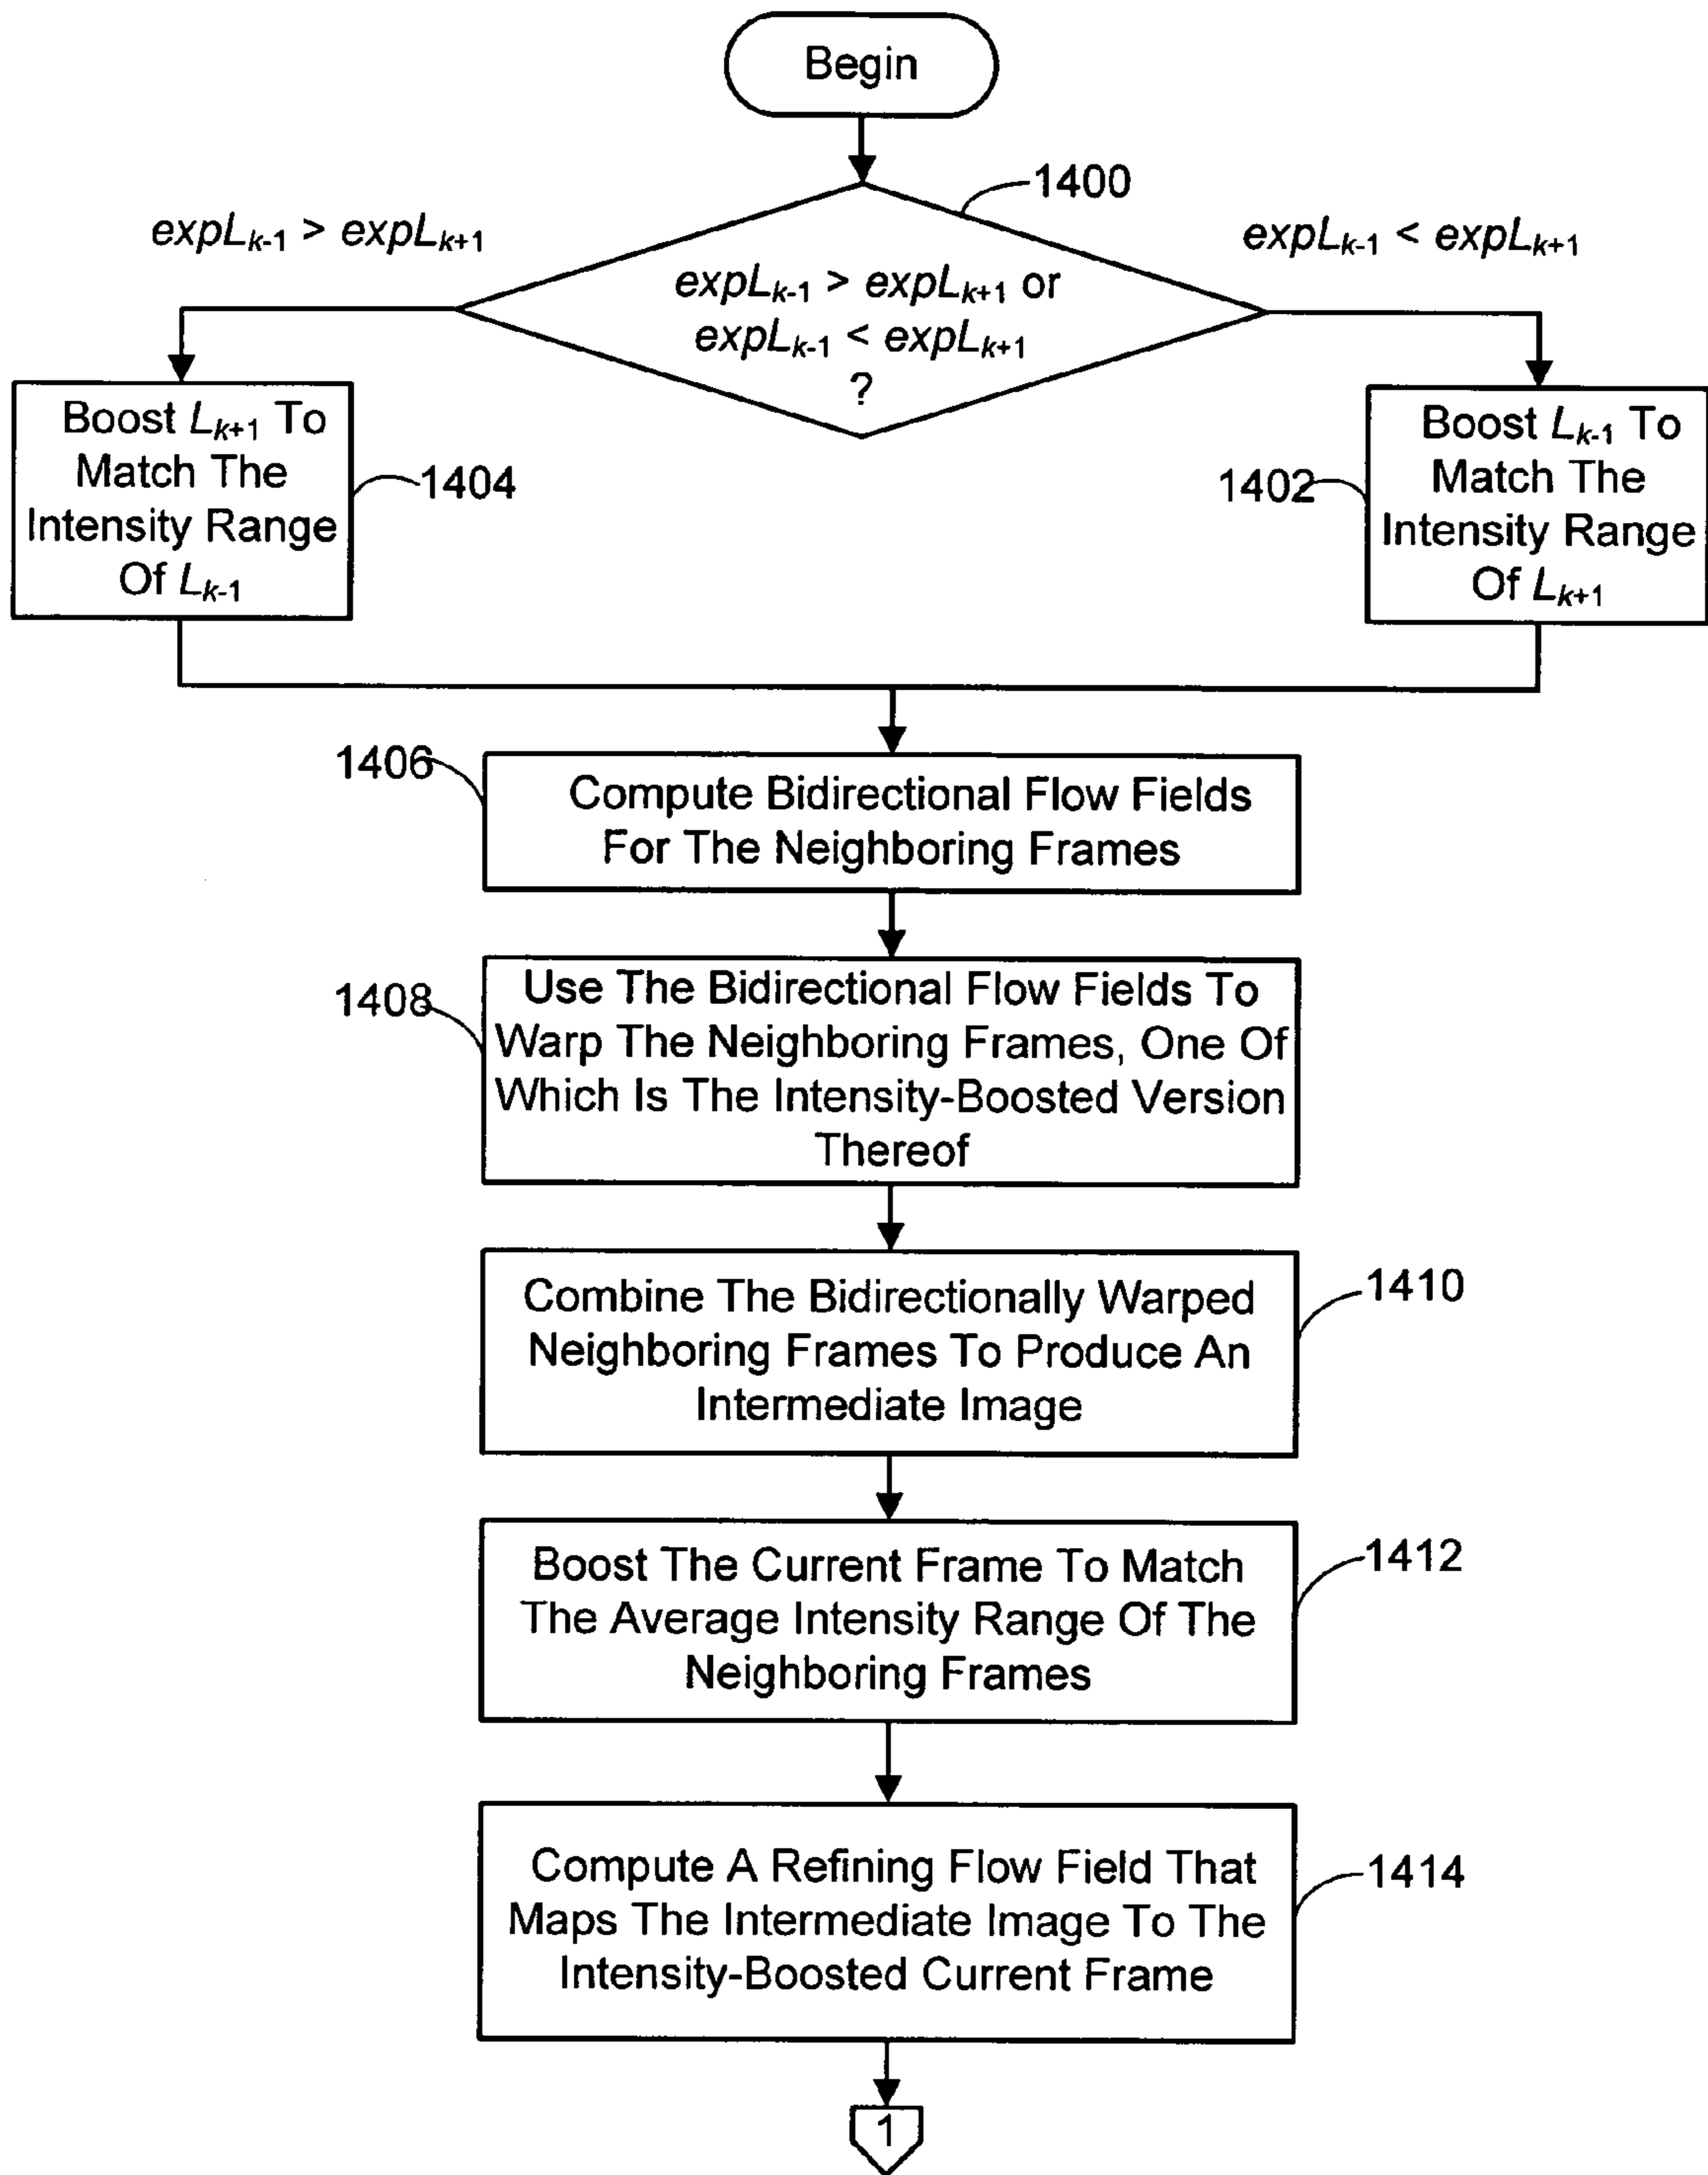 Begin
1400
expLk-1 > expLk+1
expLk-1 < expLk+1
expLk-1 > expLk+1 or
expLk-1 < expLk+1
?
Boost Lk+1 To
Match The
Intensity Range
Of Lk-1
1404
1402
Boost Lk-1 To
Match The
Intensity Range
Of Lk+1
1406
Compute Bidirectional Flow Fields
For The Neighboring Frames
1408
Use The Bidirectional Flow Fields To
Warp The Neighboring Frames, One Of
Which Is The Intensity-Boosted Version
Thereof
Combine The Bidirectionally Warped
Neighboring Frames To Produce An
Intermediate Image
1410
Boost The Current Frame To Match
The Average Intensity Range Of The
Neighboring Frames
1412
Compute A Refining Flow Field That
Maps The Intermediate Image To The
Intensity-Boosted Current Frame
1414
1